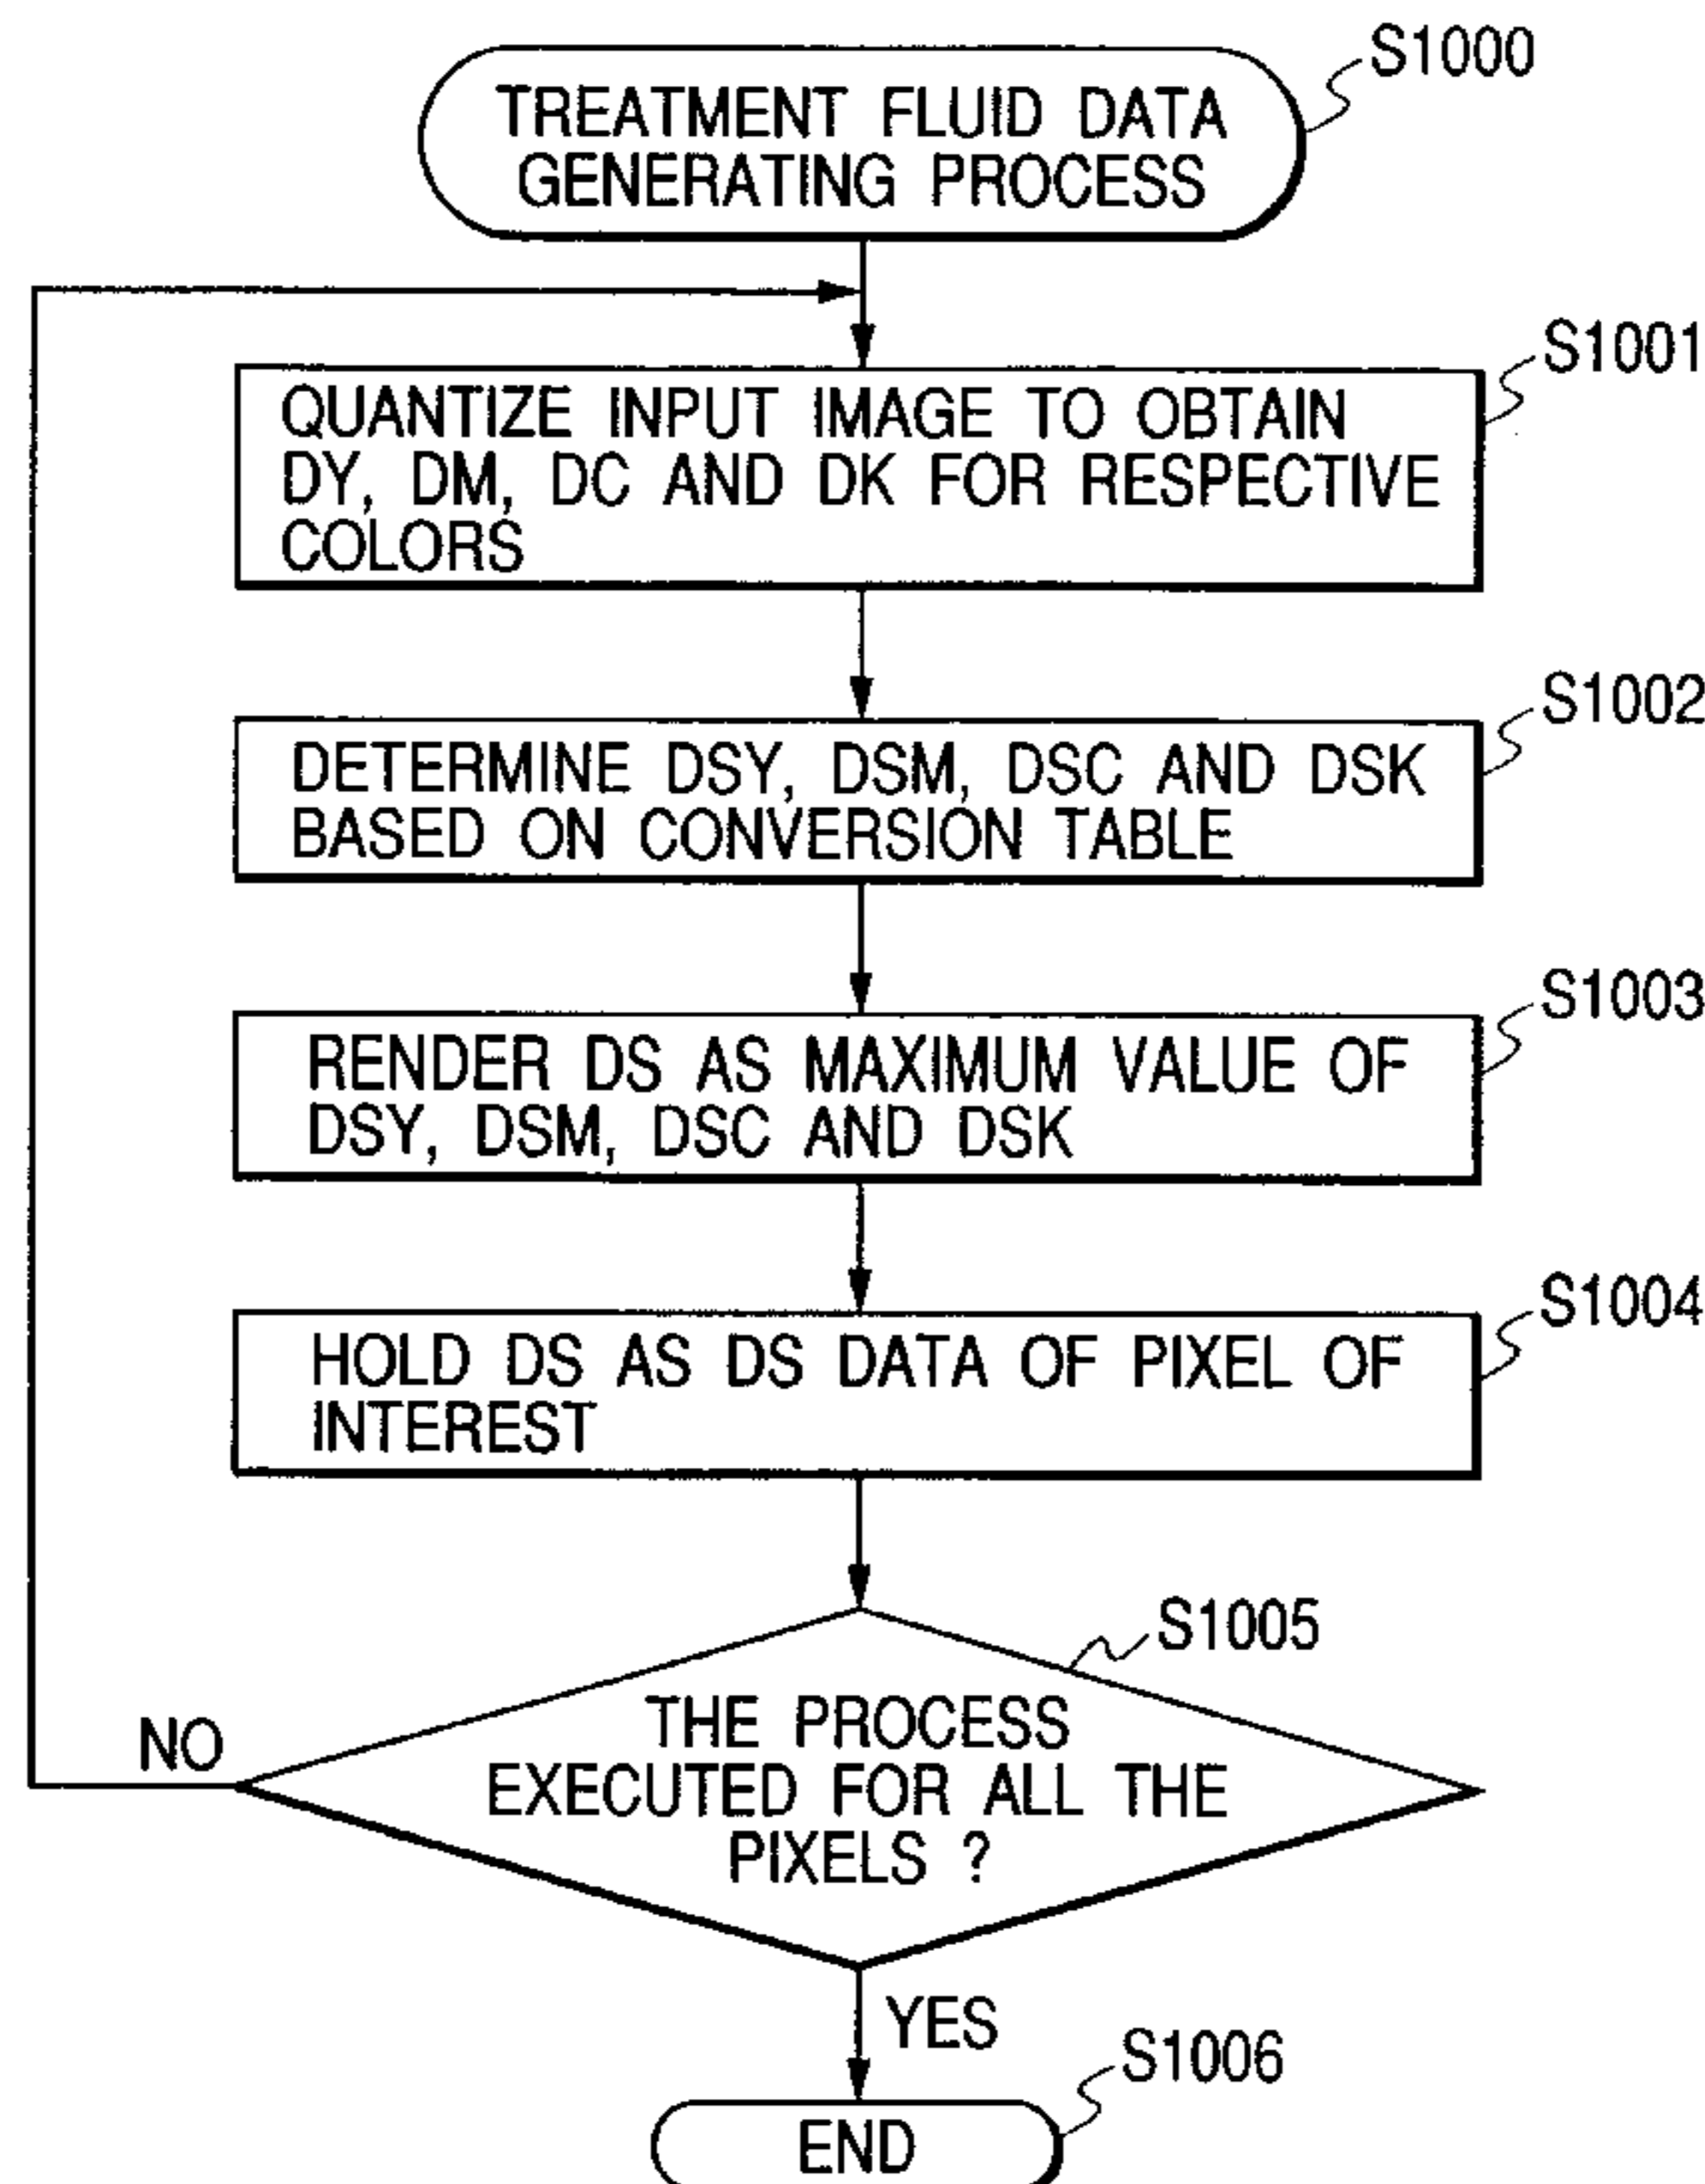 S1000
TREATMENT FLUID DATA
GENERATING PROCESS
S1001
QUANTIZE INPUT IMAGE TO OBTAIN
DY, DM, DC AND DK FOR RESPECTIVE
COLORS
S1002
DETERMINE DSY, DSM, DSC AND DSK
BASED ON CONVERSION TABLE
S1003
RENDER DS AS MAXIMUM VALUE OF
DSY, DSM, DSC AND DSK
S1004
HOLD DS AS DS DATA OF PIXEL OF
INTEREST
S1005
THE PROCESS
EXECUTED FOR ALL THE
PIXELS ?
NO
YES
S1006
END